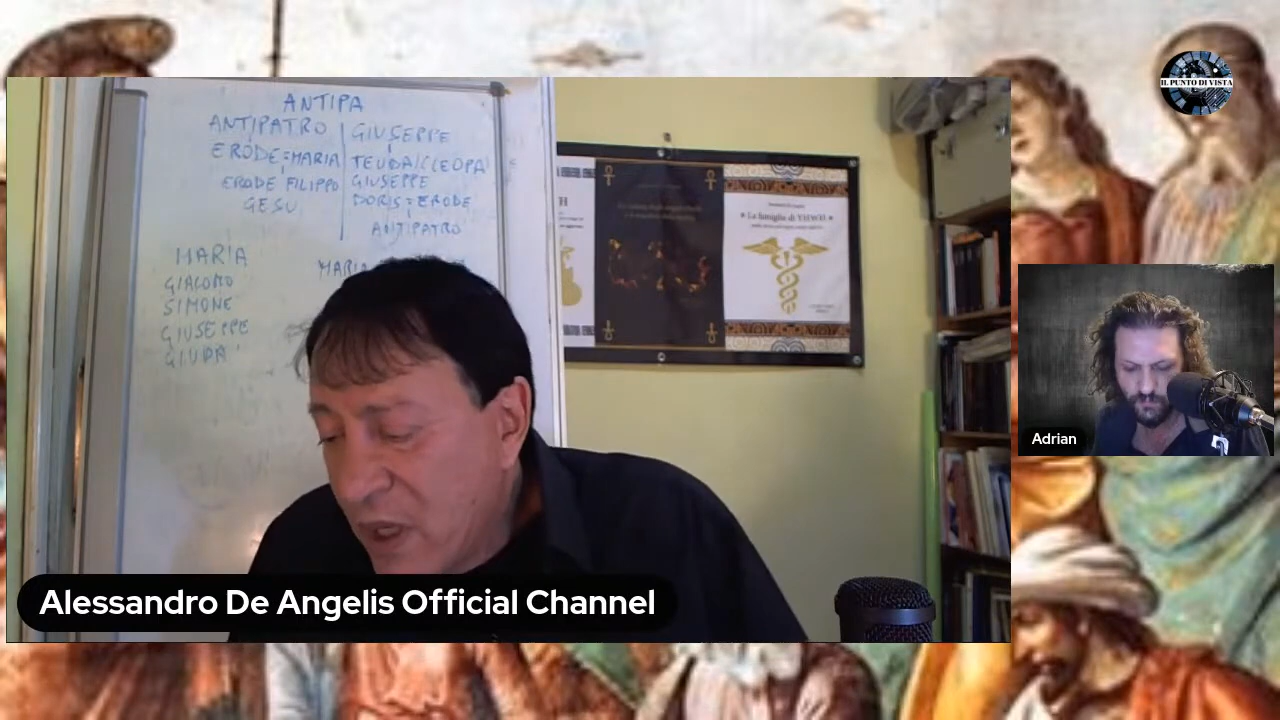 IL PUNTO DI VISTA
ANTIPA
ANTIPATRO
ERODE=MARIA
ERODE FILIPPO
GESU
GIUSEPPE
TEUDA/CLEOPA
GIUSEPPE
DORIS=ERODE
ANTIPATRO
MARIA
GIACOMO
SIMONE
GIUSEPPE
GIUDA
MARIA
La famiglia di YHWH
Adrian
Alessandro De Angelis Official Channel